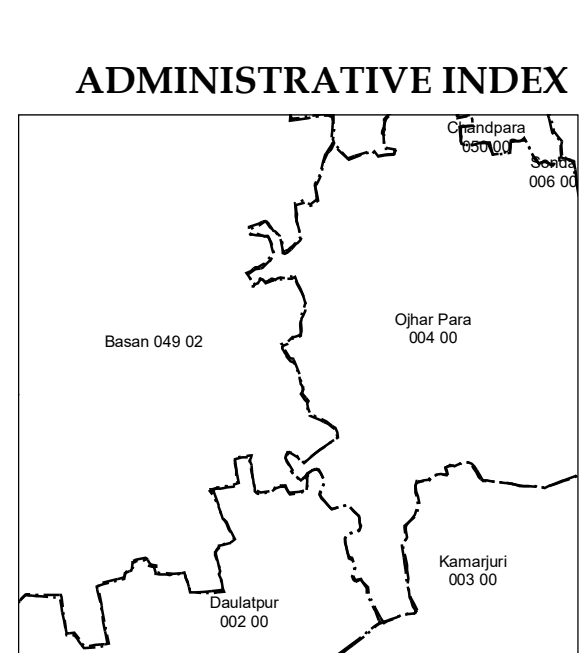 ADMINISTRATIVE INDEX
Chandpara
050 00
Sonda
006 00
Ojhar Para
004 00
Basan 049 02
Kamarjuri
003 00
Daulatpur
002 00